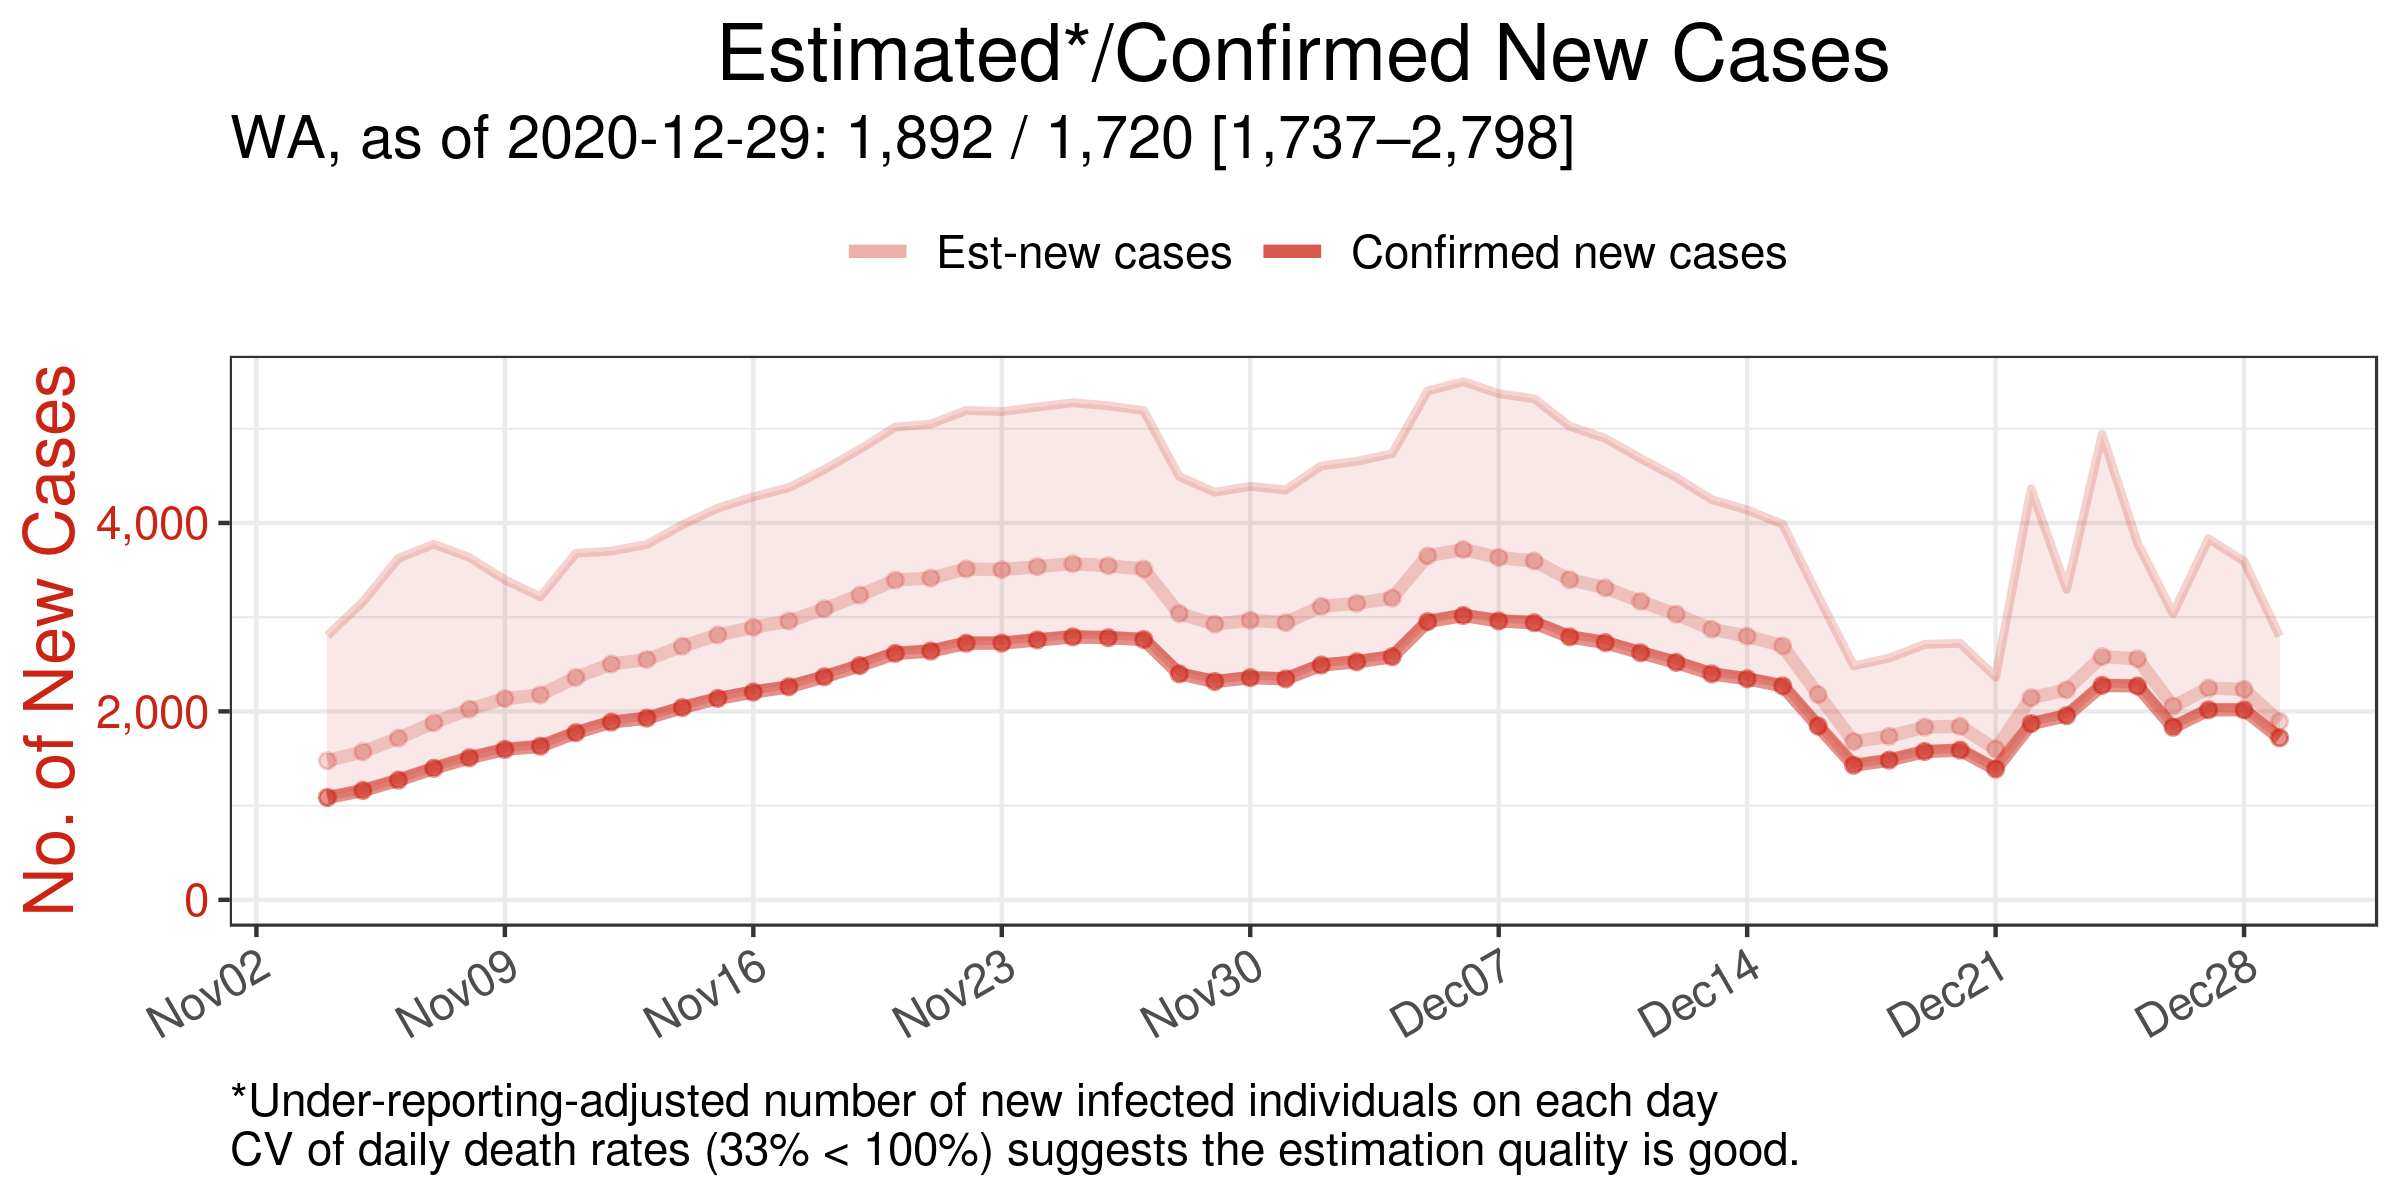 Estimated*/Confirmed New Cases
WA, as of 2020-12-29: 1,892 / 1,720 [1,737–2,798]
Est-new cases
Confirmed new cases
No. of New Cases
4,000
2,000
0
Nov02
Nov09
Nov16
Nov23
Nov30
Dec07
Dec14
Dec21
Dec28
*Under-reporting-adjusted number of new infected individuals on each day
CV of daily death rates (33% < 100%) suggests the estimation quality is good.